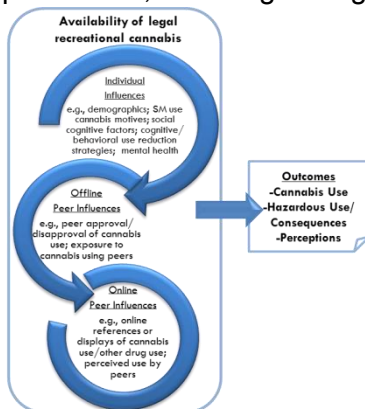 Availability of legal
recreational cannabis
Individual
Influences
e.g., demographics; SM use
cannabis motives; social
cognitive factors; cognitive/
behavioral use reduction
strategies; mental health
Offline
Peer Influences
e.g., peer approval/
disapproval of cannabis
use; exposure to
cannabis using peers
Online
Peer Influences
e.g., online
references or
displays of cannabis
use/other drug use;
perceived use by
peers
Outcomes
-Cannabis Use
-Hazardous Use/
Consequences
-Perceptions